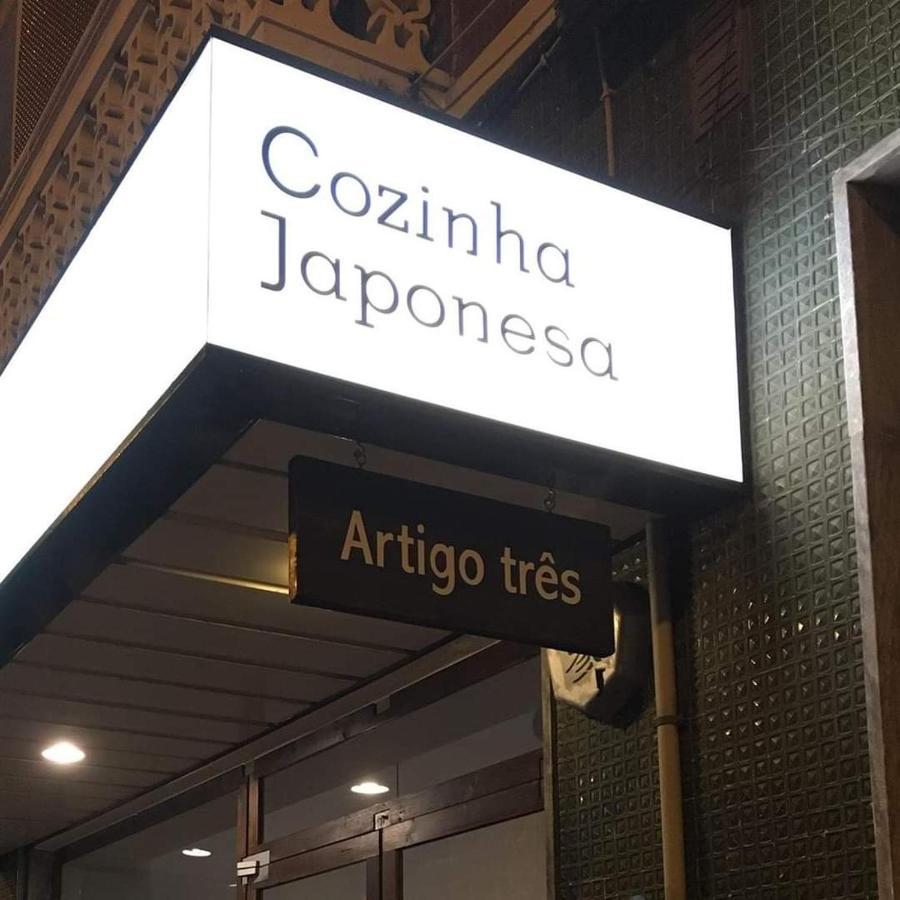 Cozinha
Japonesa
Artigo três